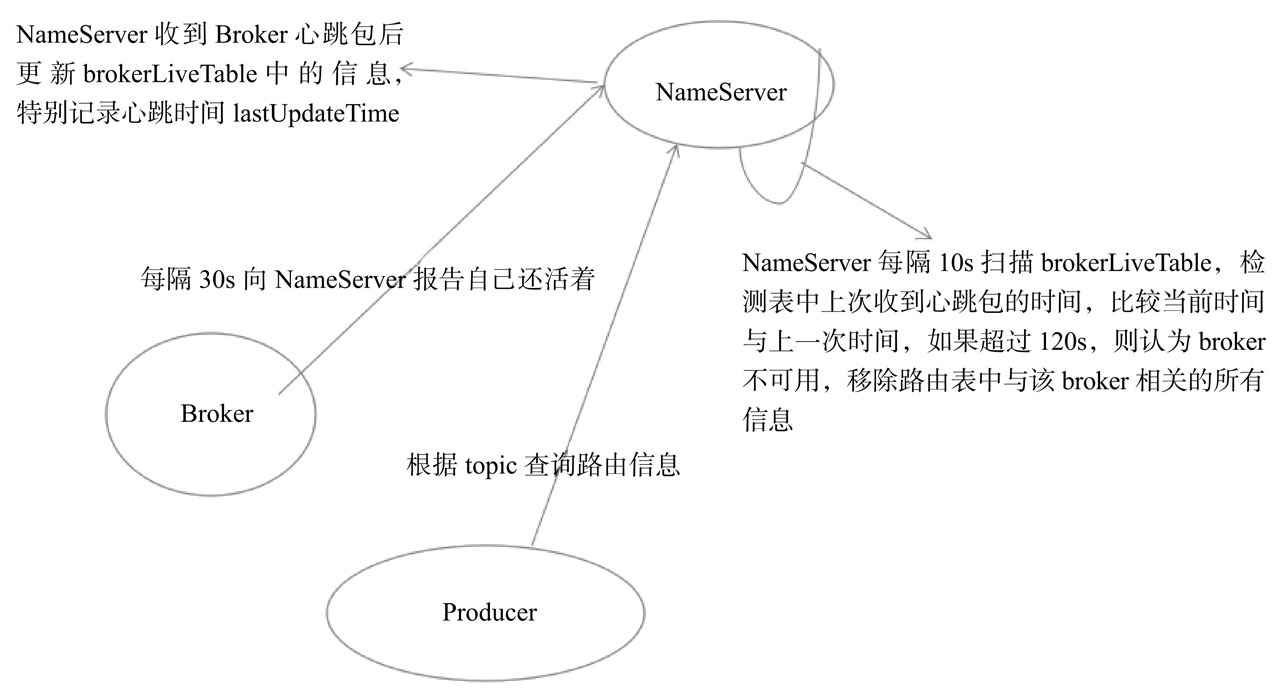 NameServer 收到 Broker 心跳包后
更新 brokerLiveTable 中的信息,
特别记录心跳时间 lastUpdateTime
NameServer
每隔 30s 向 NameServer 报告自己还活着
NameServer 每隔 10s 扫描 brokerLiveTable，检
测表中上次收到心跳包的时间，比较当前时间
与上一次时间，如果超过 120s，则认为 broker
不可用，移除路由表中与该 broker 相关的所有
信息
Broker
根据 topic 查询路由信息
Producer